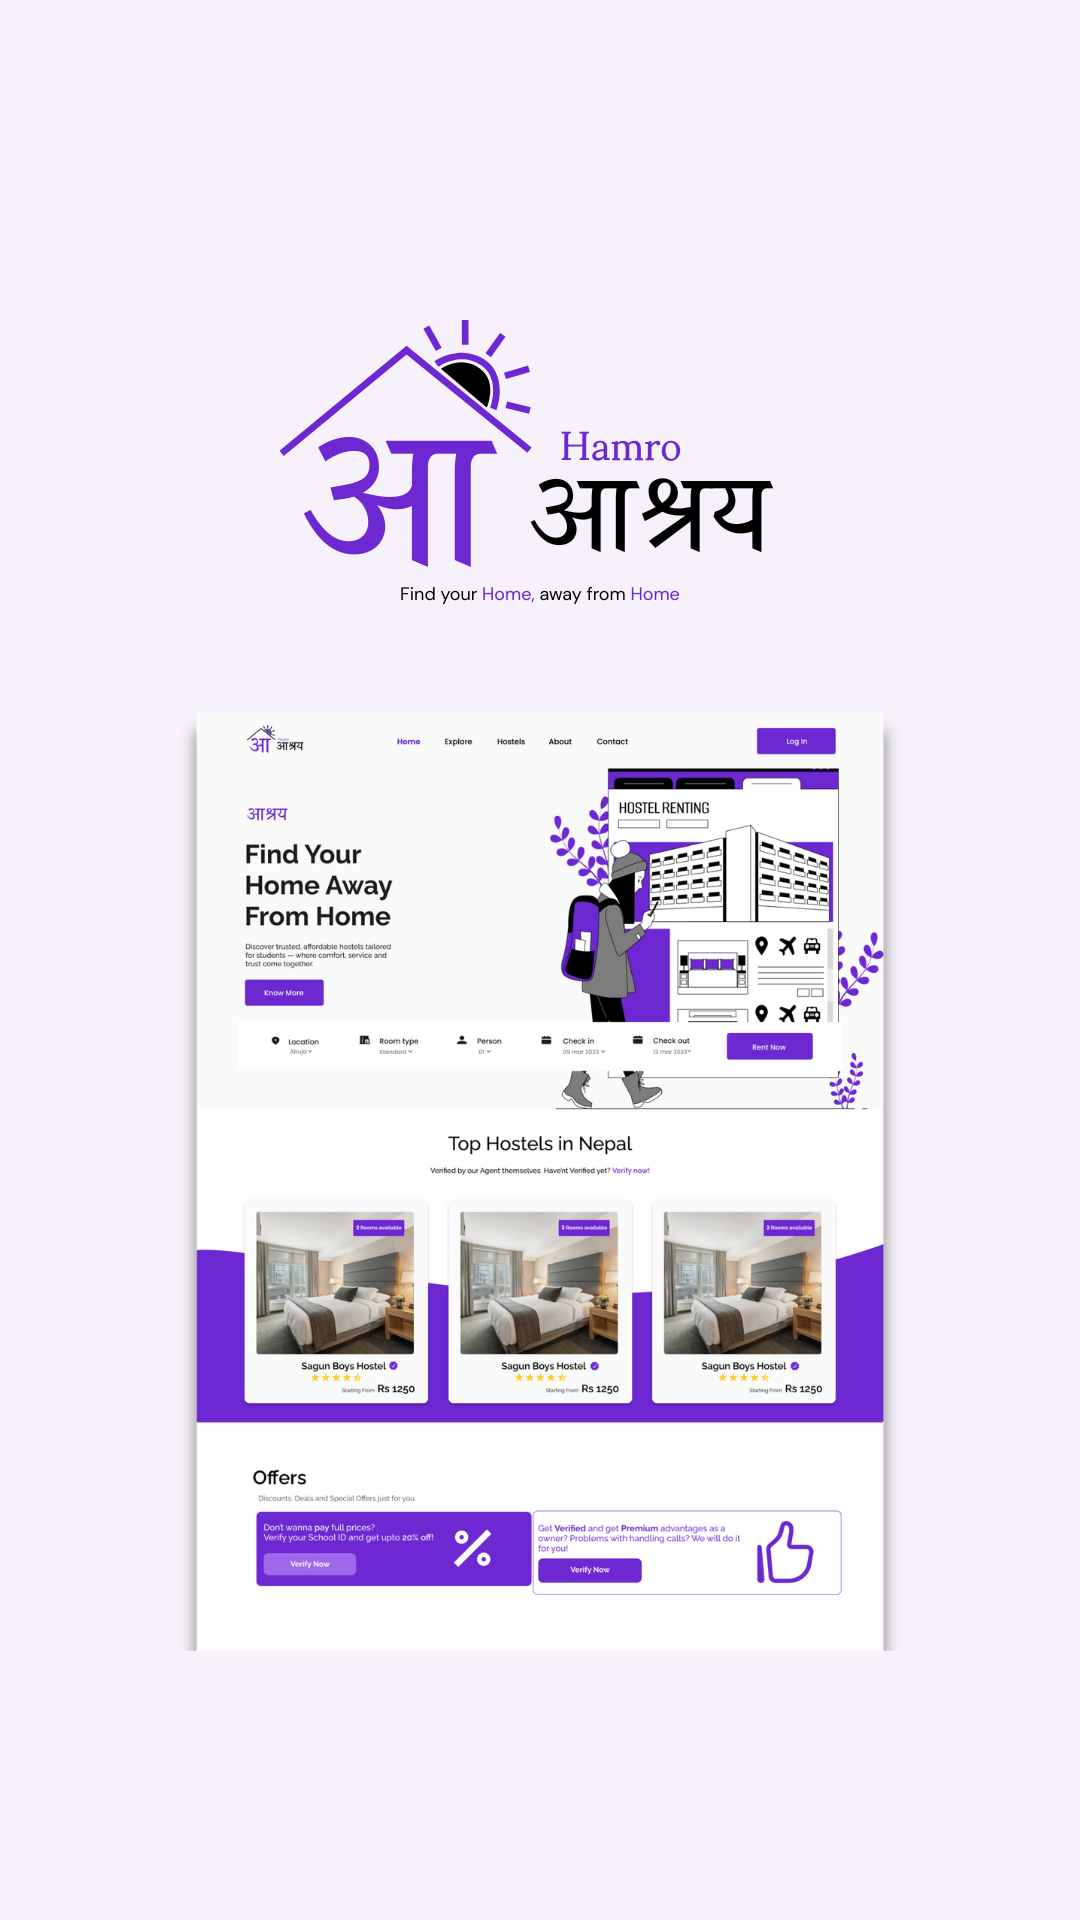 आ
Hamro
आश्रय
Find your Home, away from Home
आ Hamro आश्रय
Home Explore Hostels About Contact
Log In
HOSTEL RENTING
आश्रय
Find Your
Home Away
From Home
Discover trusted, affordable hostels tailored
for students — where comfort, service and
trust come together.
Know More
Location Room type Person Check in Check out
Abuja Standard 01 09 mar 2023 13 mar 2023
Rent Now
Top Hostels in Nepal
Verified by our Agent themselves. Have'nt Verified yet? Verify now!
2 Rooms available
2 Rooms available
2 Rooms available
Sagun Boys Hostel
Starting From Rs 1250
Sagun Boys Hostel
Starting From Rs 1250
Sagun Boys Hostel
Starting From Rs 1250
Offers
Discounts, Deals and Special Offers just for you.
Don't wanna pay full prices?
Verify your School ID and get upto 20% off!
Verify Now
%
Get Verified and get Premium advantages as a
owner? Problems with handling calls? We will do it
for you!
Verify Now